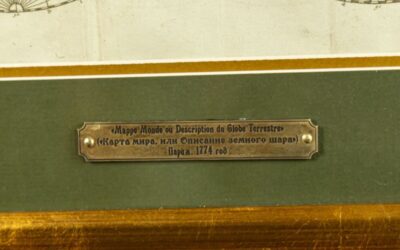 «Mappe Monde ou Description du Globe Terrestre»
(«Карта мира, или Описание земного шара»)
Париж, 1774 год